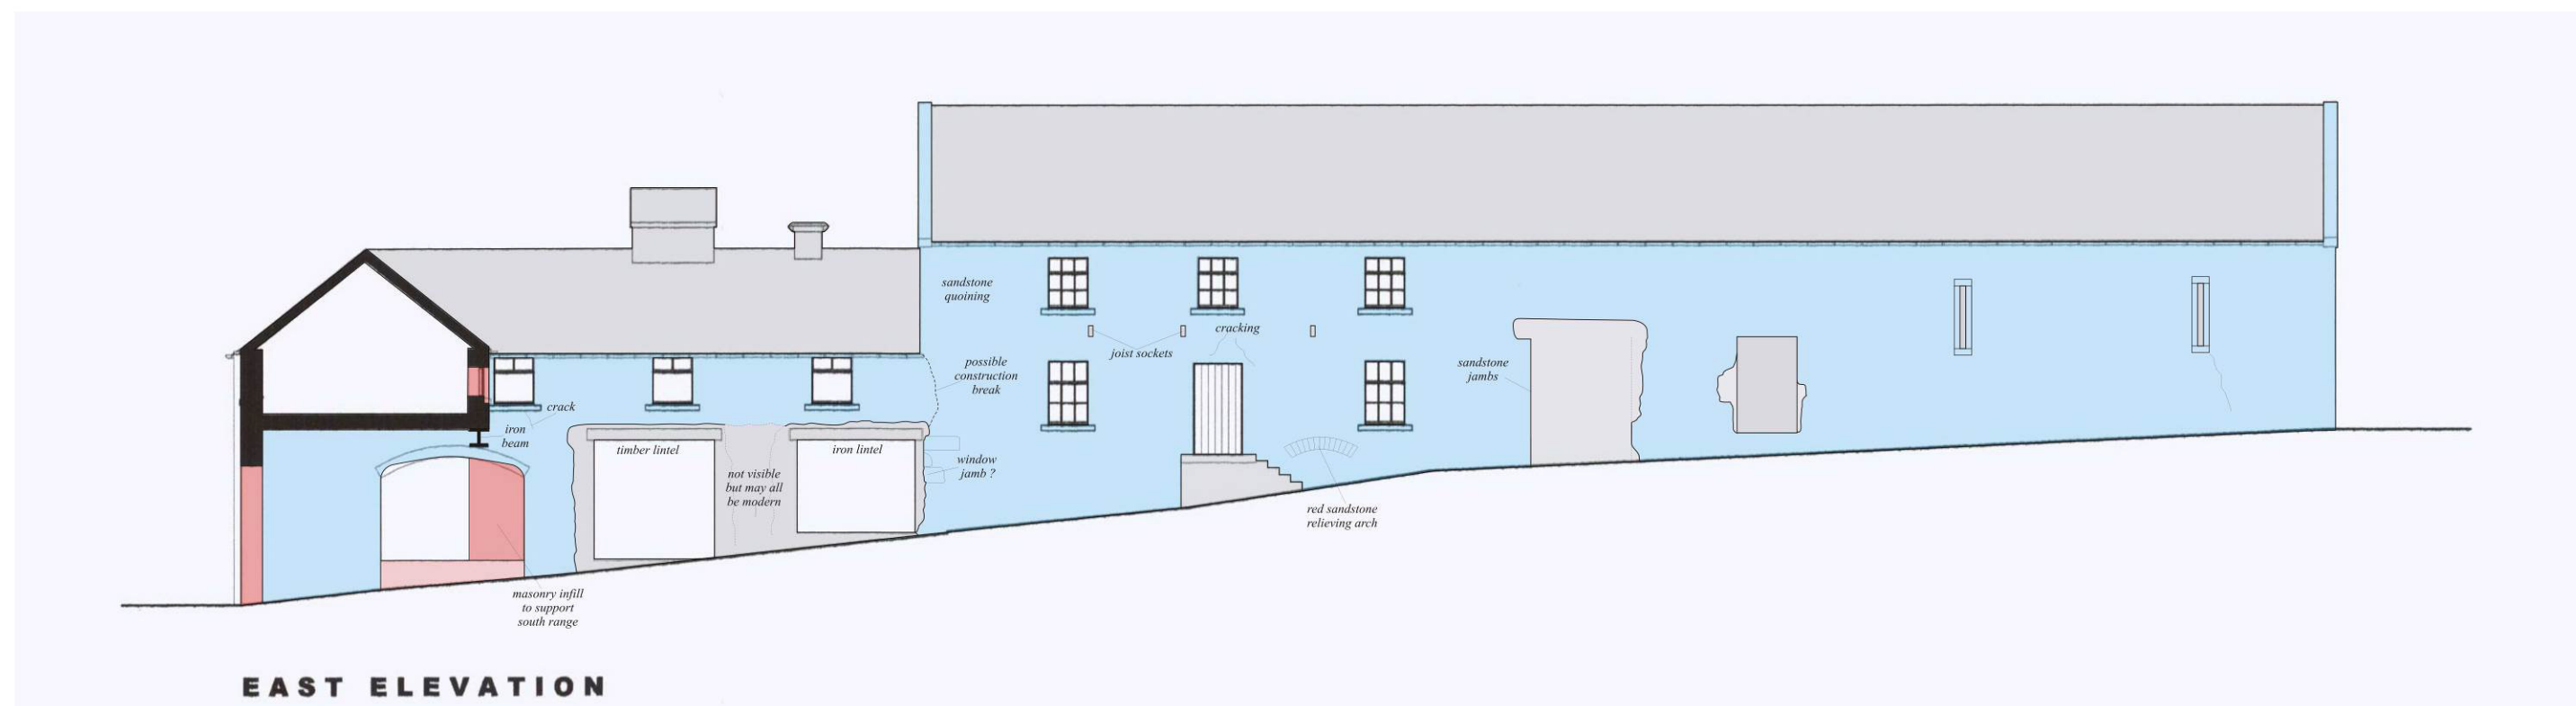 sandstone
quoining
joist sockets
cracking
possible
construction
break
sandstone
jambs
crack
iron
beam
timber lintel
iron lintel
not visible
but may all
be modern
window
jamb ?
red sandstone
relieving arch
masonry infill
to support
south range
EAST ELEVATION